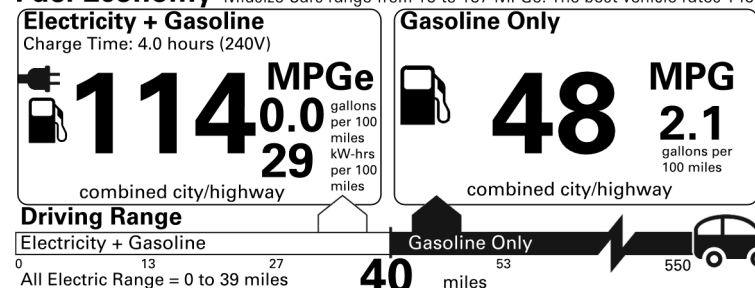 Fuel Economy
Electricity + Gasoline
Charge Time: 4.0 hours (240V)
114
MPGe
0.0 gallons per 100 miles
29 kW-hrs per 100 miles
combined city/highway
Gasoline Only
48
MPG
2.1
gallons per
100 miles
combined city/highway
Driving Range
Electricity + Gasoline
Gasoline Only
0 13 27 40 53 550
miles
All Electric Range = 0 to 39 miles